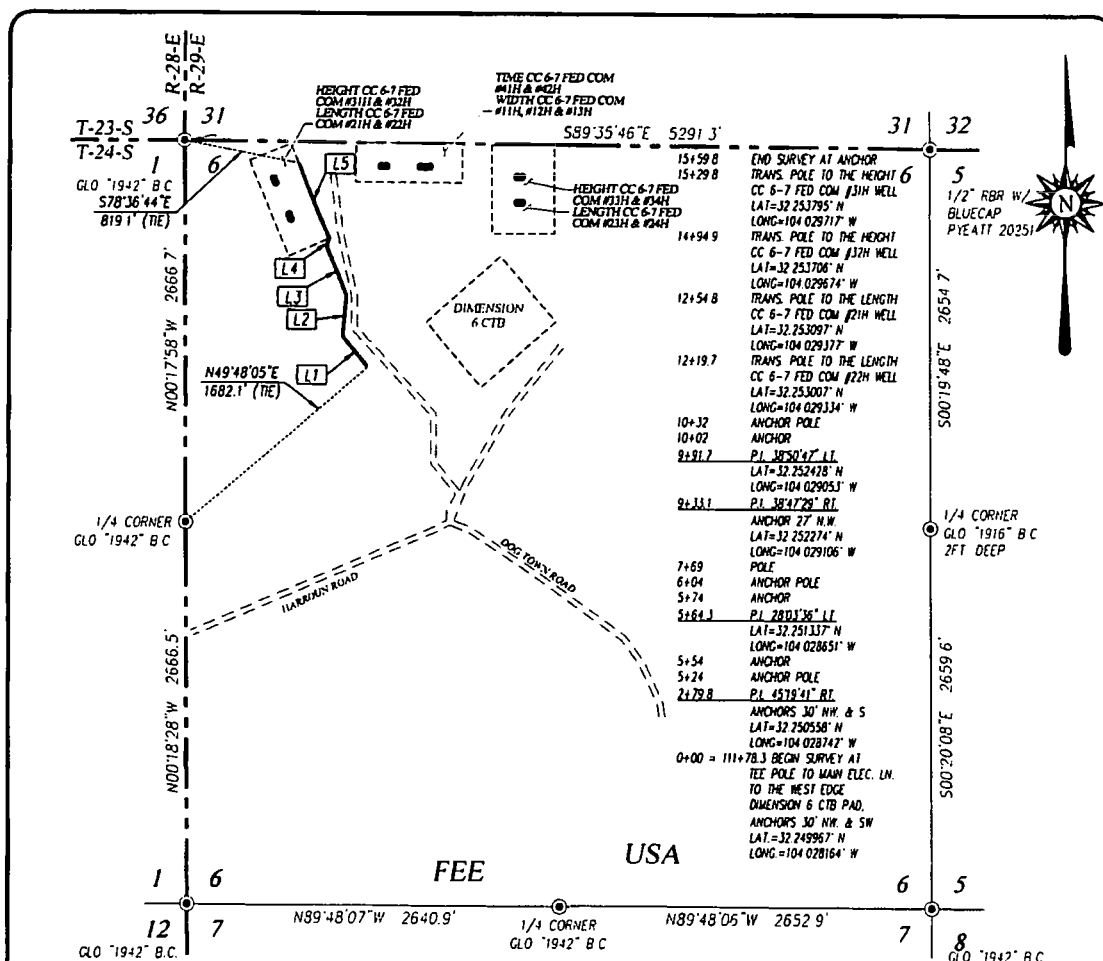 R-28-E
R-29-E
36 31
T-23-S
T-24-S
1 6
GLO "1942" B C
S78°36'44"E
819 1' (TIE)
HEIGHT CC 6-7 FED
COM #31H & #32H
LENGTH CC 6-7 FED
COM #21H & #22H
TIME CC 6-7 FED COM
#41H & #42H
WIDTH CC 6-7 FED COM
#11H, #12H & #13H
S89°35'46"E 5291 3'
31 32
6 5
1/2" RBR W/
BLUECAP
PYEATT 20251
N
HEIGHT CC 6-7 FED
COM #33H & #34H
LENGTH CC 6-7 FED
COM #23H & #24H
L5
L4
L3
L2
L1
DIMENSION
6 CTB
N00°17'58"W 2666.7'
N49°48'05"E
1682.1' (TIE)
1/4 CORNER
GLO "1942" B C
HARROUN ROAD
DOG TOWN ROAD
N00°18'28"W 2666.5'
15+59.8 END SURVEY AT ANCHOR
15+29.8 TRANS. POLE TO THE HEIGHT
CC 6-7 FED COM #31H WELL
LAT=32 253795° N
LONG=104 029717° W
14+94.9 TRANS. POLE TO THE HEIGHT
CC 6-7 FED COM #32H WELL
LAT=32 253706° N
LONG=104.029674° W
12+54 8 TRANS. POLE TO THE LENGTH
CC 6-7 FED COM #21H WELL
LAT=32.253097° N
LONG=104 029377° W
12+19.7 TRANS. POLE TO THE LENGTH
CC 6-7 FED COM #22H WELL
LAT=32 253007° N
LONG=104 029334° W
10+32 ANCHOR POLE
10+02 ANCHOR
9+91.7 P.I. 38°50'47" LT.
LAT=32 252428° N
LONG=104 029053° W
9+33.1 P.I. 38°47'29" RT.
ANCHOR 27' N.W.
LAT=32 252274° N
LONG=104 029106° W
7+69 POLE
6+04 ANCHOR POLE
5+74 ANCHOR
5+64.3 P.I. 28°03'36" LT
LAT=32.251337° N
LONG=104 028651° W
5+54 ANCHOR
5+24 ANCHOR POLE
2+79 8 P.I. 45°19'41" RT.
ANCHORS 30' NW. & S
LAT=32 250558° N
LONG=104 028742° W
0+00 = 111+78.3 BEGIN SURVEY AT
TEE POLE TO MAIN ELEC. LN.
TO THE WEST EDGE
DIMENSION 6 CTB PAD,
ANCHORS 30' NW. & SW
LAT.=32 249967° N
LONG.=104 028164° W
S00°19'48"E 2654 7'
1/4 CORNER
GLO "1916" B C
2FT DEEP
S00°20'08"E 2659 6'
FEE
USA
1 6
12 7
GLO "1942" B.C.
N89°48'07"W 2640.9'
1/4 CORNER
GLO "1942" B C
N89°48'05"W 2652 9'
6 5
7 8
GLO "1942" B.C.